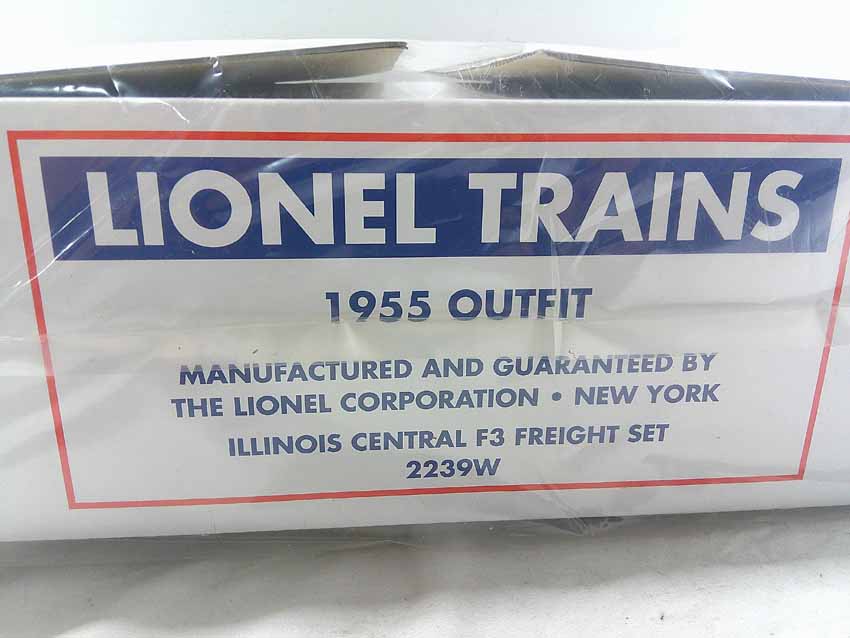 LIONEL TRAINS
1955 OUTFIT
MANUFACTURED AND GUARANTEED BY
THE LIONEL CORPORATION • NEW YORK
ILLINOIS CENTRAL F3 FREIGHT SET
2239W